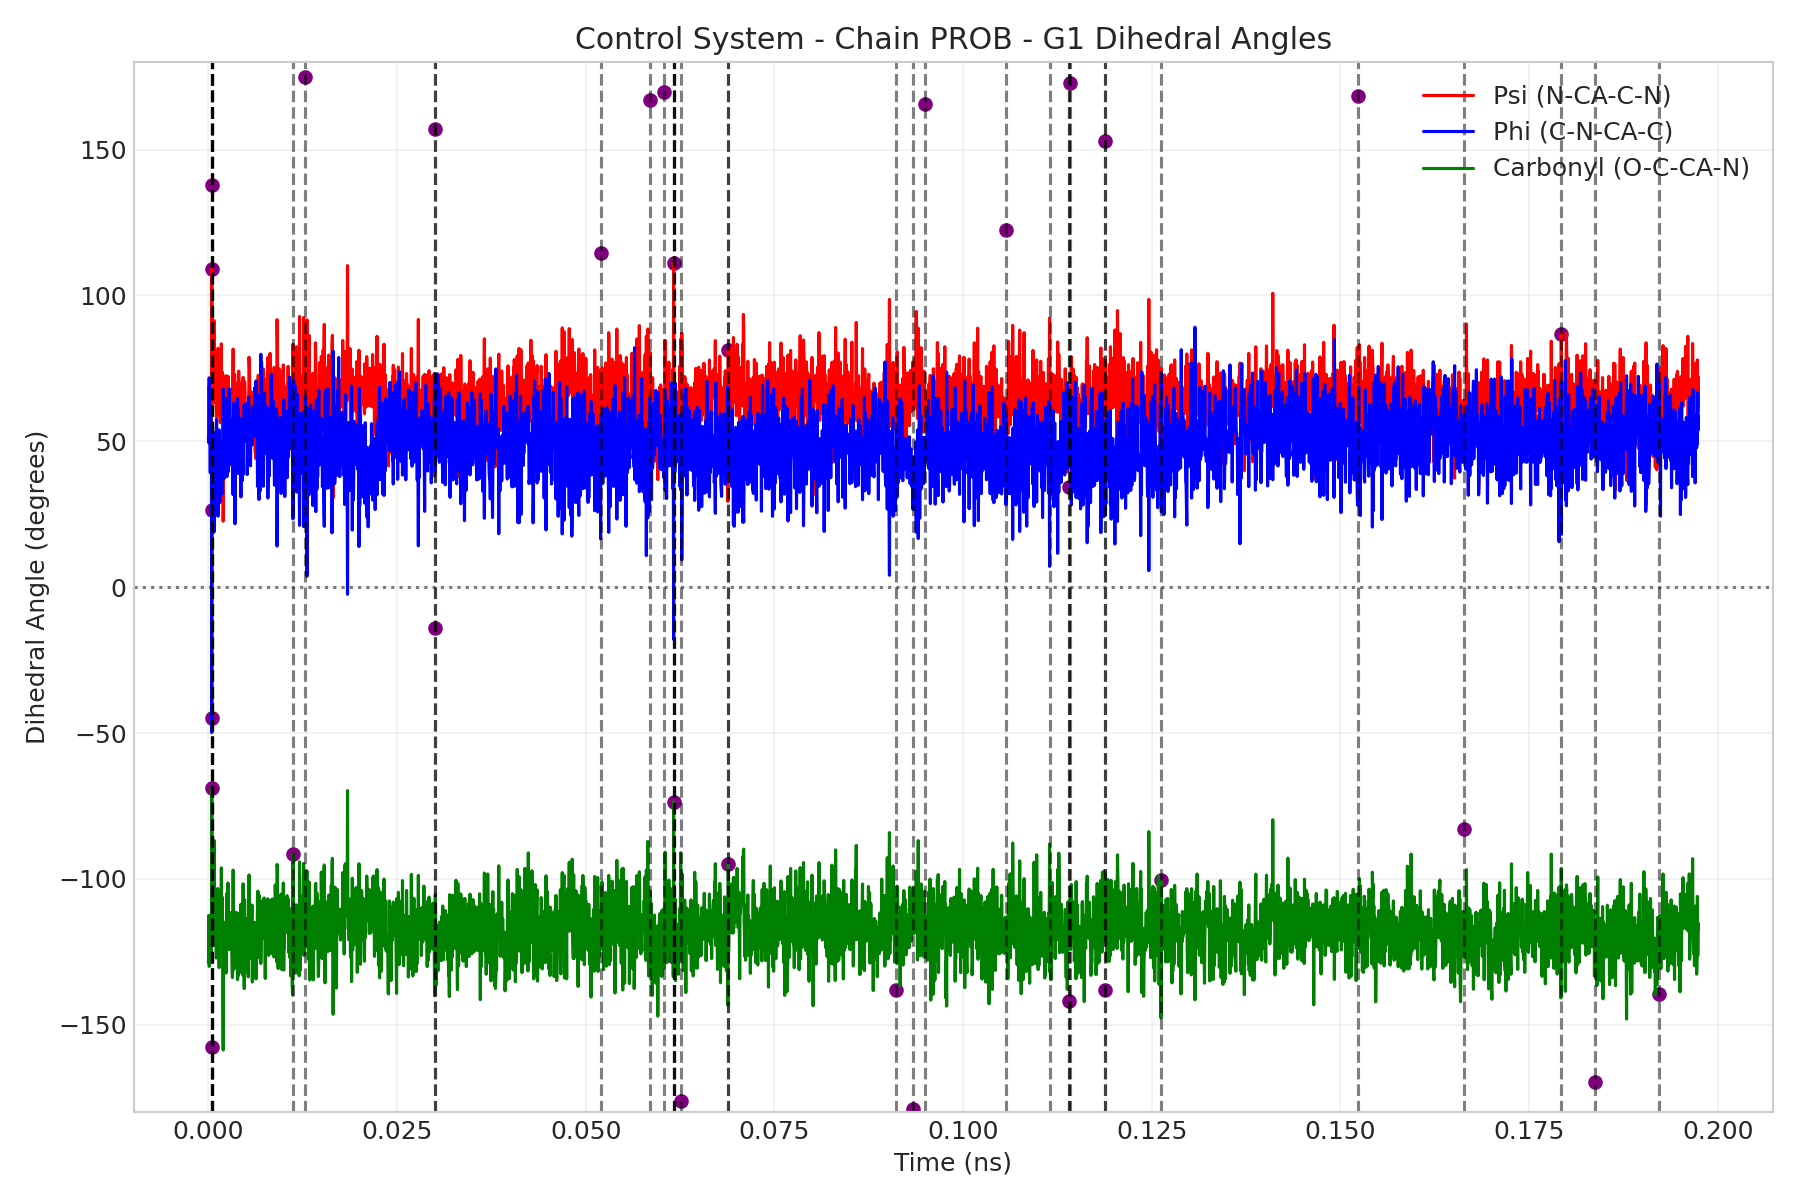 Control System - Chain PROB - G1 Dihedral Angles
Psi (N-CA-C-N)
Phi (C-N-CA-C)
Carbonyl (O-C-CA-N)
Dihedral Angle (degrees)
150
100
50
0
−50
−100
−150
0.000 0.025 0.050 0.075 0.100 0.125 0.150 0.175 0.200
Time (ns)